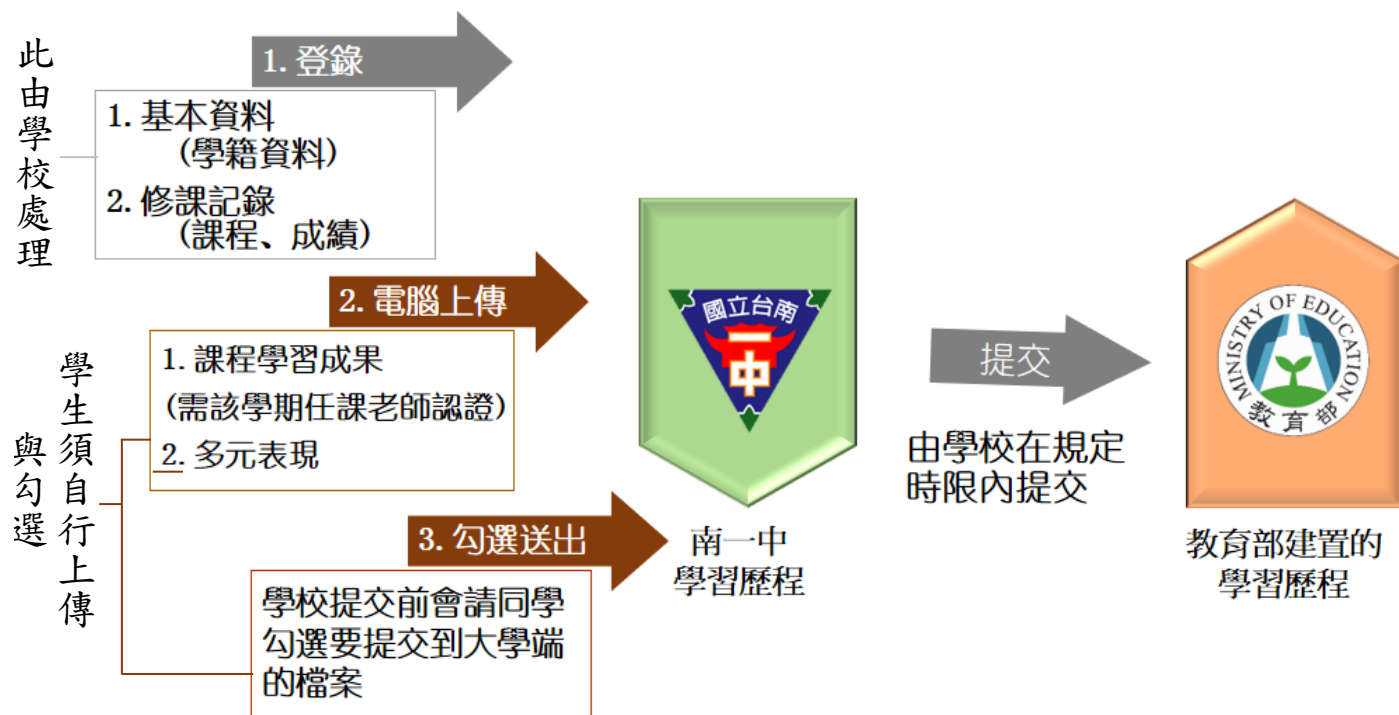 此由學校處理
1. 登錄
1. 基本資料
(學籍資料)
2. 修課記錄
(課程、成績)
學生須自行上傳
與勾選
2. 電腦上傳
1. 課程學習成果
(需該學期任課老師認證)
2. 多元表現
3. 勾選送出
學校提交前會請同學
勾選要提交到大學端
的檔案
國立台南
一中
南一中
學習歷程
提交
由學校在規定
時限內提交
MINISTRY OF EDUCATION
教育部
教育部建置的
學習歷程